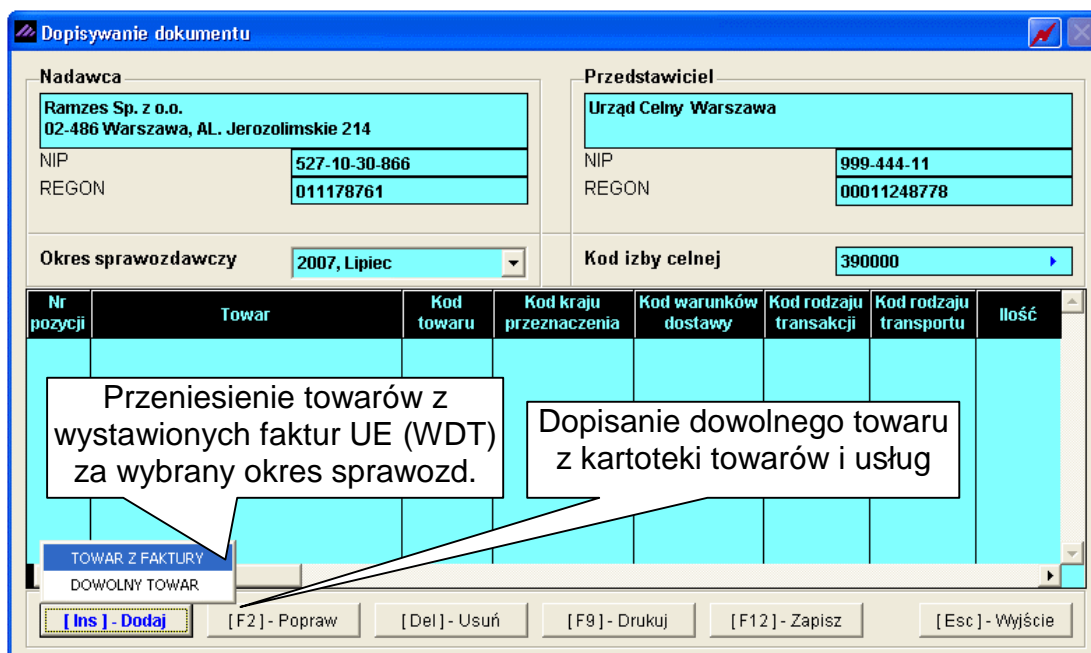 Dopisywanie dokumentu
Nadawca
Przedstawiciel
Ramzes Sp. z o.o.
02-486 Warszawa, AL. Jerozolimskie 214
Urząd Celny Warszawa
NIP
527-10-30-866
NIP
999-444-11
REGON
011178761
REGON
00011248778
Okres sprawozdawczy
2007, Lipiec
Kod izby celnej
390000
Nr
pozycji
Towar
Kod
towaru
Kod kraju
przeznaczenia
Kod warunków
dostawy
Kod rodzaju
transakcji
Kod rodzaju
transportu
Ilość
Przeniesienie towarów z
wystawionych faktur UE (WDT)
za wybrany okres sprawozd.
Dopisanie dowolnego towaru
z kartoteki towarów i usług
TOWAR Z FAKTURY
DOWOLNY TOWAR
[ Ins ] - Dodaj
[ F2 ] - Popraw
[ Del ] - Usuń
[ F9 ] - Drukuj
[ F12 ] - Zapisz
[ Esc ] - Wyjście